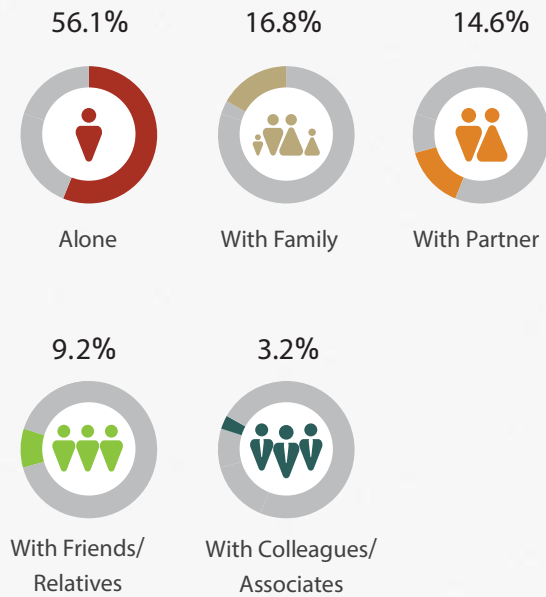 56.1%
16.8%
14.6%
Alone
With Family
With Partner
9.2%
3.2%
With Friends/
Relatives
With Colleagues/
Associates